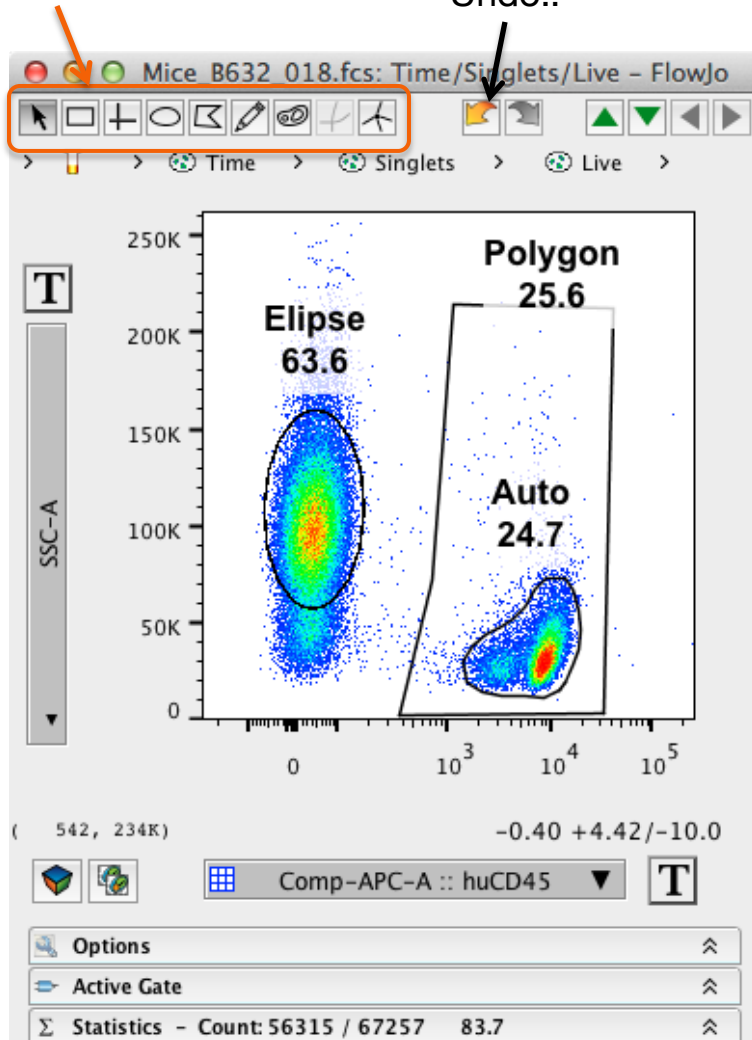 Undo!!
Mice_B632_018.fcs: Time/Singlets/Live – FlowJo
> > Time > Singlets > Live >
250K
200K
150K
100K
50K
0
T
SSC-A
Elipse
63.6
Polygon
25.6
Auto
24.7
0 10^3 10^4 10^5
( 542, 234K)
-0.40 +4.42/-10.0
Comp-APC-A :: huCD45 ▼
T
Options
Active Gate
Σ Statistics – Count: 56315 / 67257 83.7